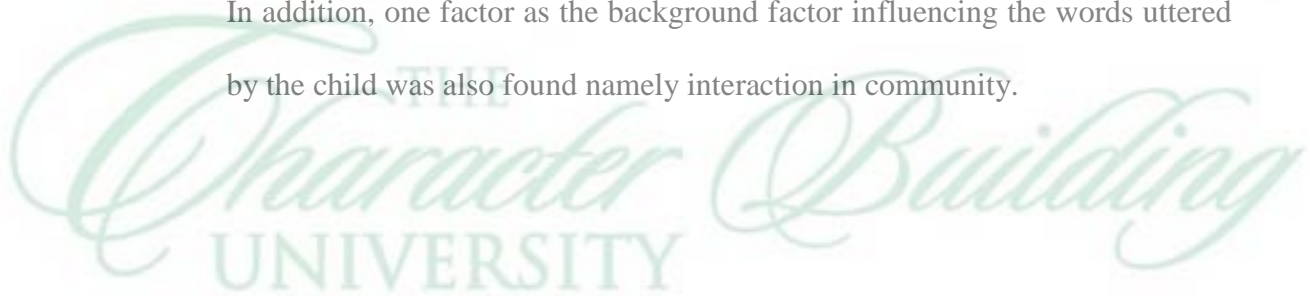 In addition, one factor as the background factor influencing the words uttered
by the child was also found namely interaction in community.
THE
Character Building
UNIVERSITY